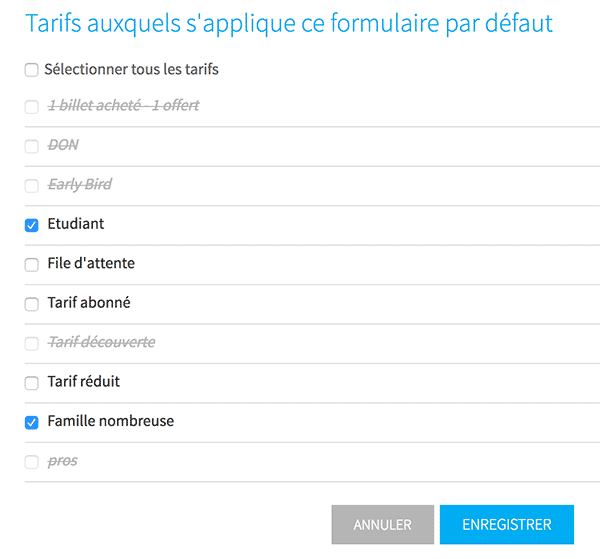 Tarifs auxquels s'applique ce formulaire par défaut
Sélectionner tous les tarifs
1 billet acheté - 1 offert
DON
Early Bird
Etudiant
File d'attente
Tarif abonné
Tarif découverte
Tarif réduit
Famille nombreuse
pros
ANNULER ENREGISTRER